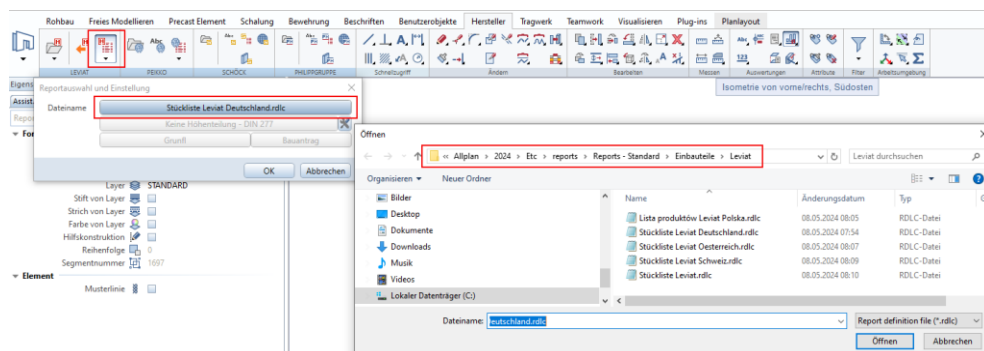 Rohbau Freies Modellieren Precast Element Schalung Bewehrung Beschriften Benutzerobjekte Hersteller Tragwerk Teamwork Visualisieren Plug-ins Planlayout
LEVIAT FEKKO SCHÖCK PHILIPPGRUPPE Schnelzugriff Ändern Bearbeiten Messen Auswertungen Attribute Filter Arbeitsumgebung
Eigens
Assist
Repor
For
Reportauswahl und Einstellung
Dateiname Stückliste Leviat Deutschland.rdlc
Keine Höhenteilung - DIN 277
Grunfl Bauantrag
OK Abbrechen
Isometrie von vorne/rechts, Südosten
Layer STANDARD
Stift von Layer
Strich von Layer
Farbe von Layer
Hilfskonstruktion
Reihenfolge 0
Segmentnummer 1697
Element
Musterlinie
Öffnen
« Allplan > 2024 > Etc > reports > Reports - Standard > Einbauteile > Leviat
Leviat durchsuchen
Organisieren Neuer Ordner
Bilder
Desktop
Dokumente
Downloads
Musik
Videos
Lokaler Datenträger (C:)
Name Änderungsdatum Typ
Lista produktów Leviat Polska.rdlc 08.05.2024 08:05 RDLC-Datei
Stückliste Leviat Deutschland.rdlc 08.05.2024 07:54 RDLC-Datei
Stückliste Leviat Oesterreich.rdlc 08.05.2024 08:07 RDLC-Datei
Stückliste Leviat Schweiz.rdlc 08.05.2024 08:09 RDLC-Datei
Stückliste Leviat.rdlc 08.05.2024 08:10 RDLC-Datei
Dateiname: eutschland.rdlc Report definition file (*.rdlc)
Öffnen Abbrechen